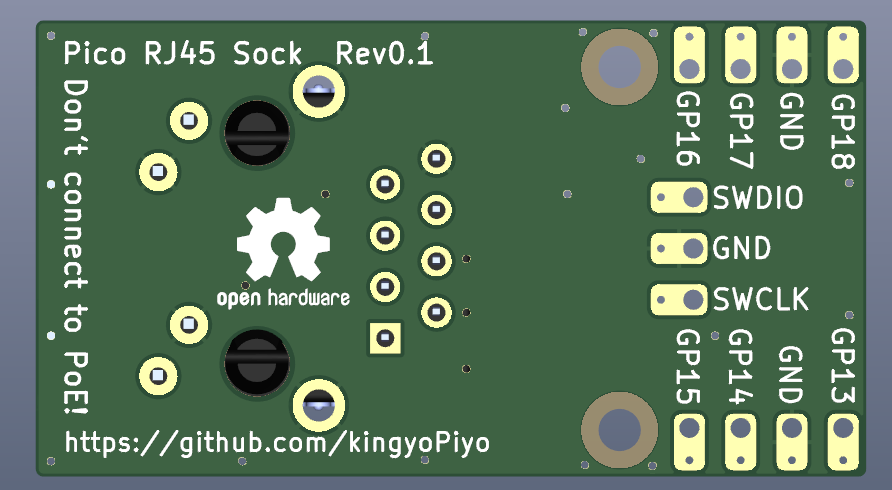 Pico RJ45 Sock  Rev0.1
Don't connect to PoE!
GP16
GP17
GND
GP18
SWDIO
GND
SWCLK
open hardware
GP15
GP14
GND
GP13
https://github.com/kingyoPiyo